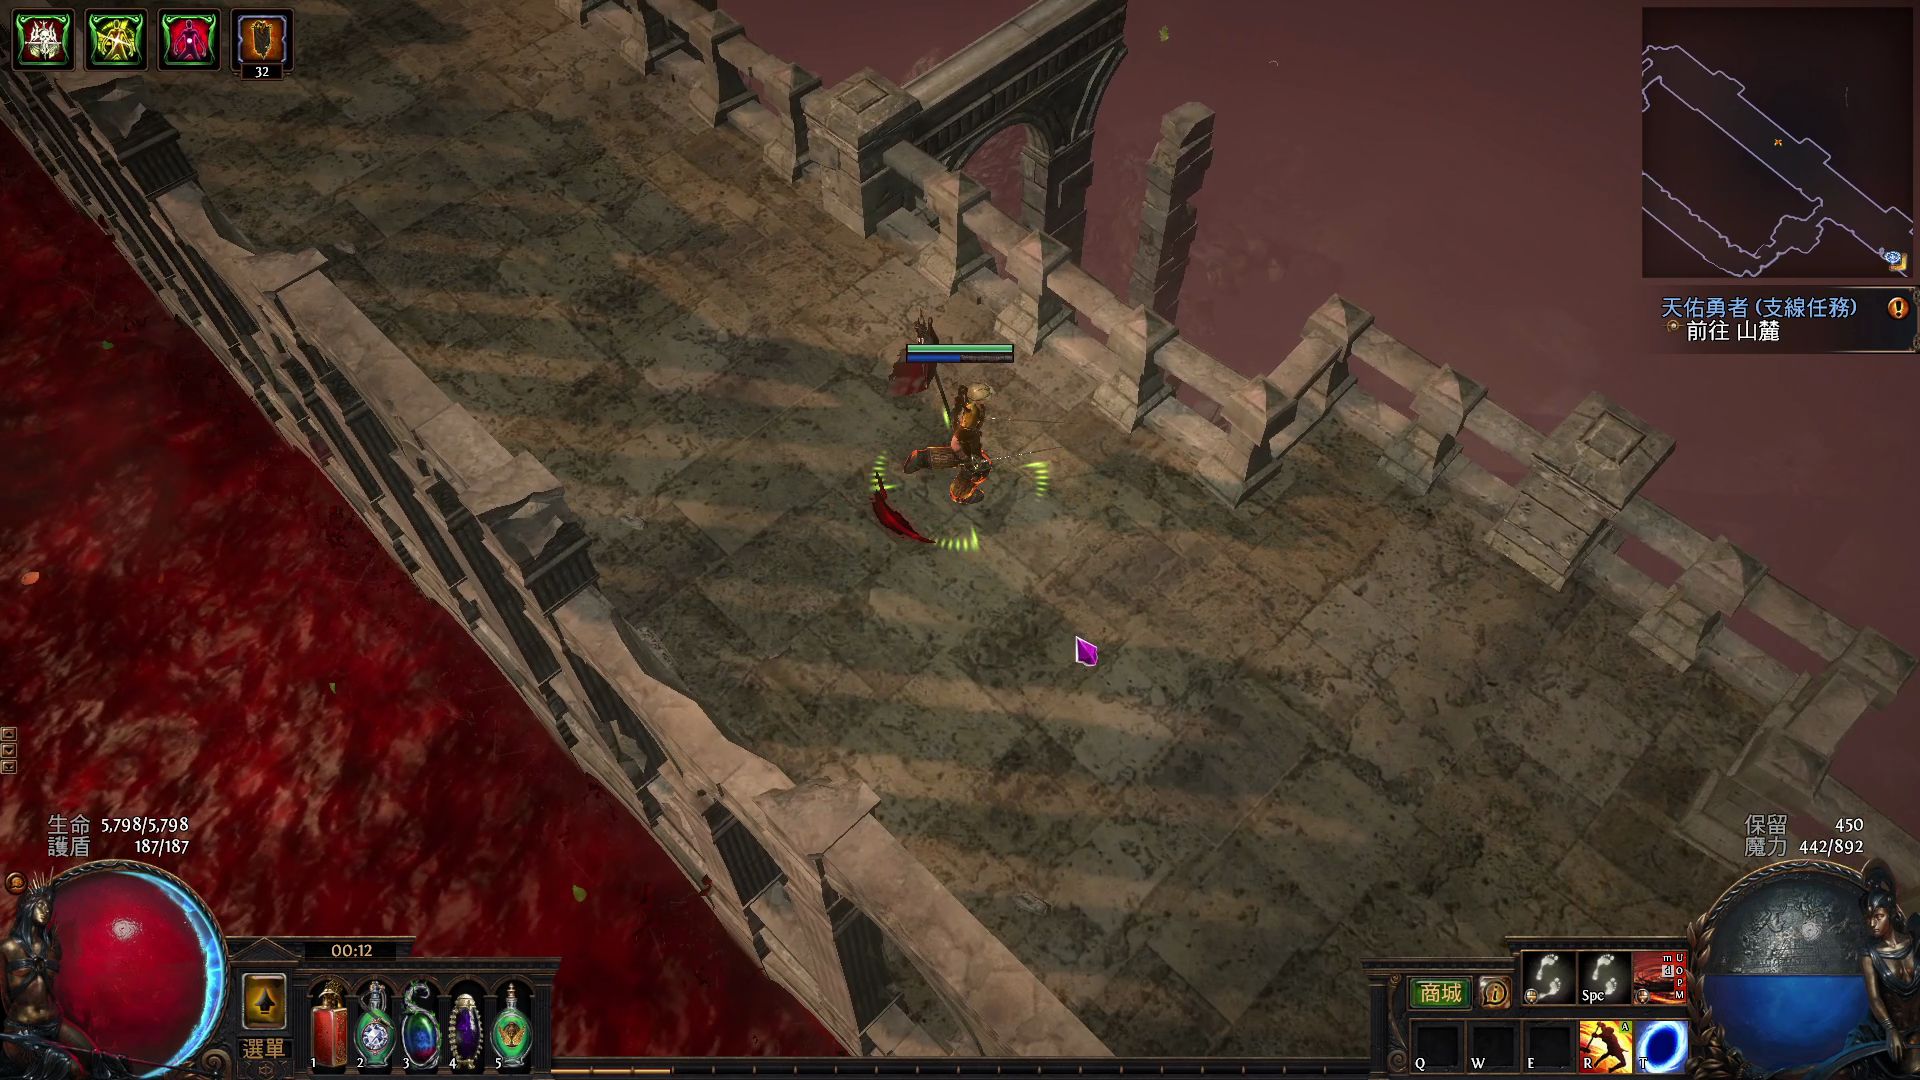 32
天佑勇者 (支線任務)
前往 山麓
生命 5,798/5,798
護盾 187/187
保留 450
魔力 442/892
00:12
選單
1
2
3
4
5
商城
Spc
m U
d O
P
M
Q
W
E
R
A
T